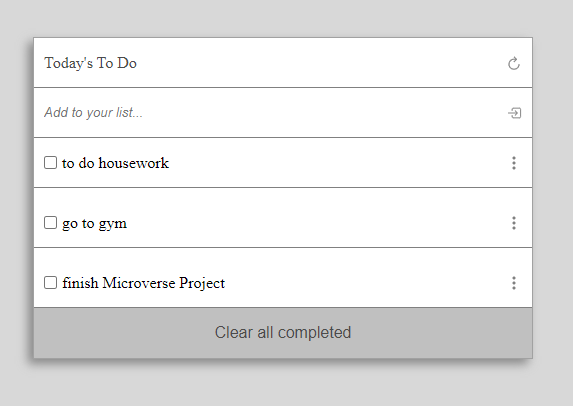 Today's To Do
Add to your list...
to do housework
go to gym
finish Microverse Project
Clear all completed